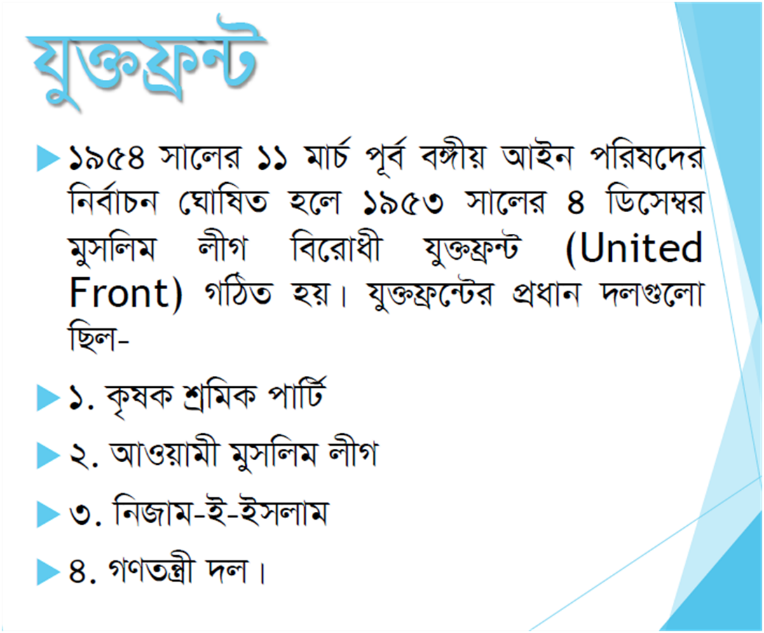 যুক্তফ্রন্ট
১৯৫৪ সালের ১১ মার্চ পূর্ব বঙ্গীয় আইন পরিষদের
নির্বাচন ঘোষিত হলে ১৯৫৩ সালের ৪ ডিসেম্বর
মুসলিম লীগ বিরোধী যুক্তফ্রন্ট (United
Front) গঠিত হয়। যুক্তফ্রন্টের প্রধান দলগুলো
ছিল-
১. কৃষক শ্রমিক পার্টি
২. আওয়ামী মুসলিম লীগ
৩. নিজাম-ই-ইসলাম
৪. গণতন্ত্রী দল।